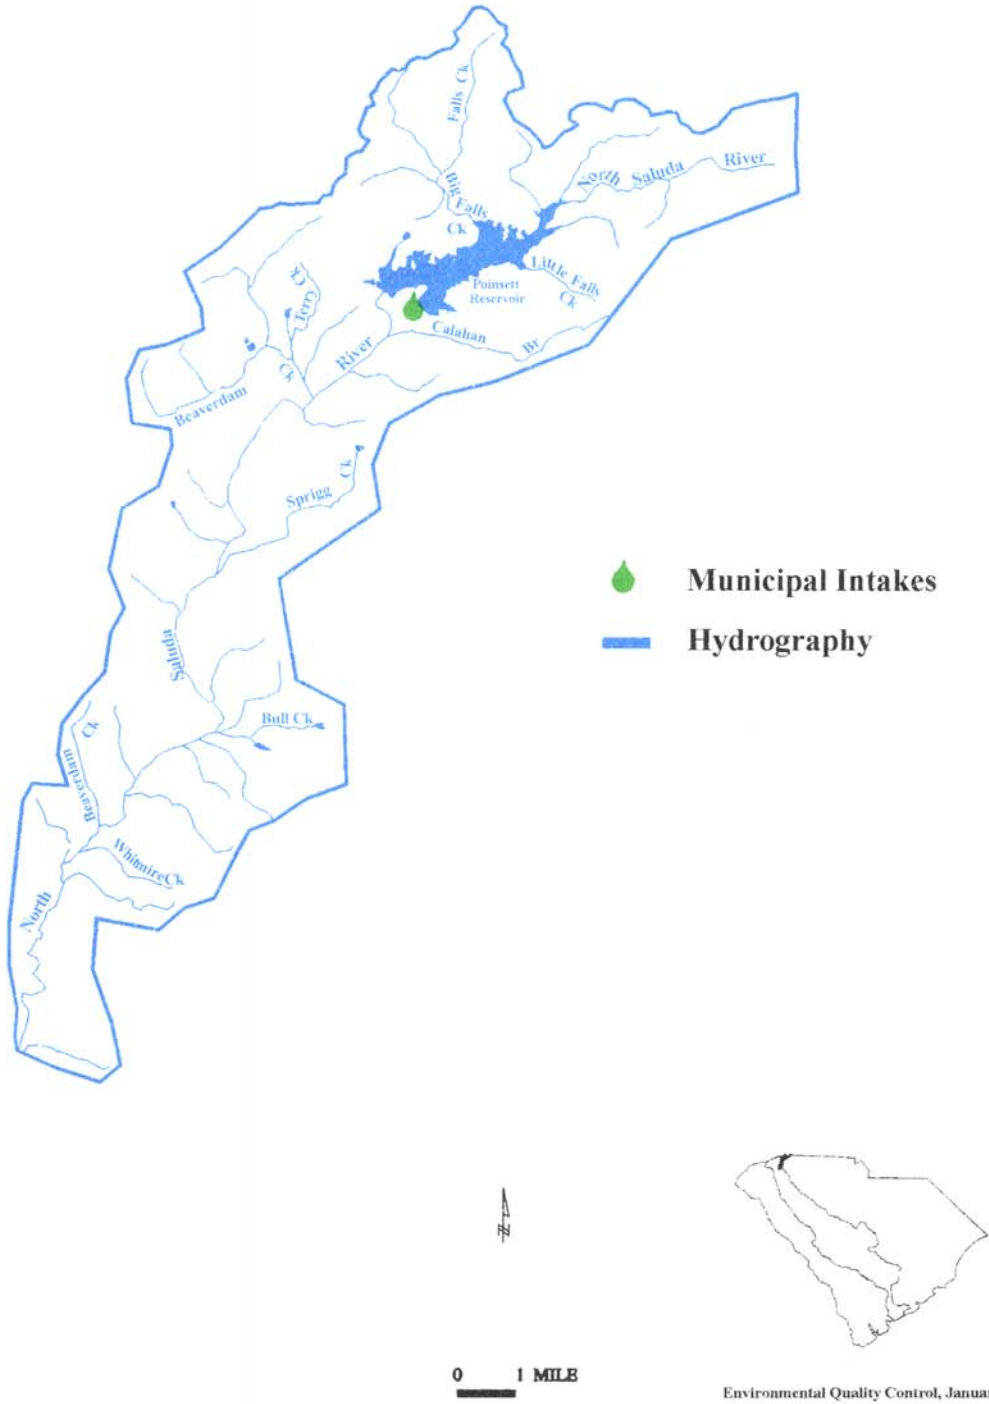 Falls Ck
North Saluda River
Big Falls
Ck
Little Falls
Ck
Poinsett
Reservoir
Terry Ck
Calahan Br
River
Beaverdam Ck
Sprigg Ck
Municipal Intakes
Hydrography
Saluda
Bull Ck
Beaverdam Ck
Whitmire Ck
North
N
0 1 MILE
Environmental Quality Control, Janua